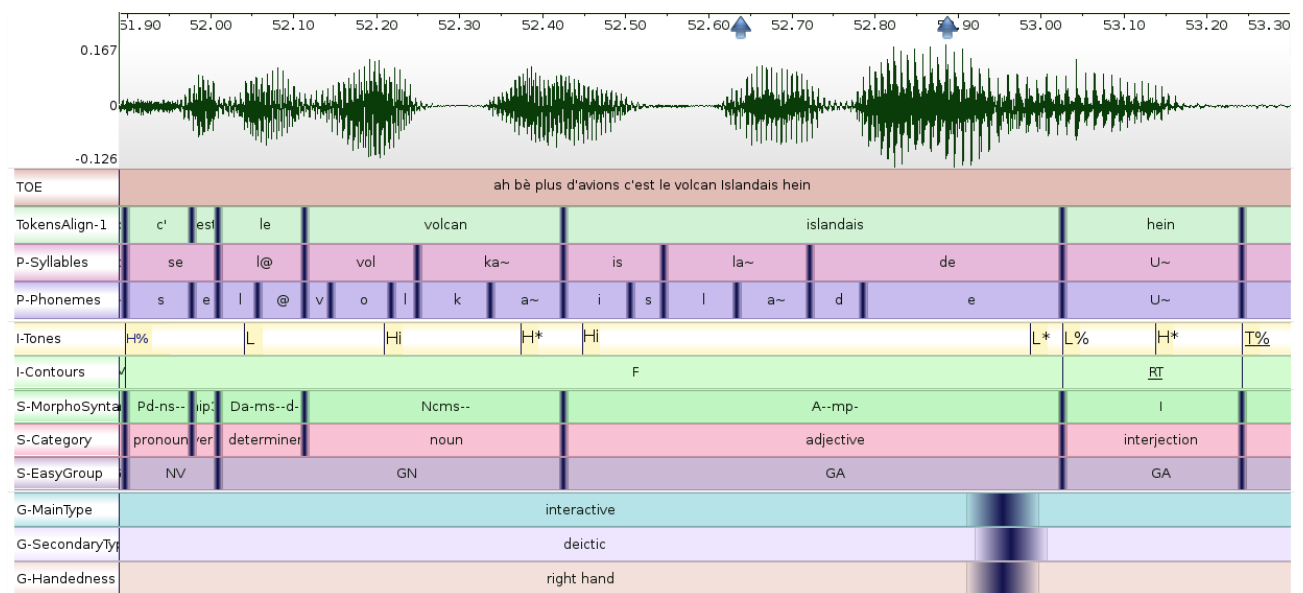 51.90 52.00 52.10 52.20 52.30 52.40 52.50 52.60 52.70 52.80 52.90 53.00 53.10 53.20 53.30
0.167
0
-0.126
TOE ah bè plus d'avions c'est le volcan Islandais hein
TokensAlign-1 c' est le volcan islandais hein
P-Syllables se l@ vol ka~ is la~ de U~
P-Phonemes s e l @ v o l k a~ i s l a~ d e U~
I-Tones H% L Hi H* Hi L* L% H* T%
I-Contours F RT
S-MorphoSynta Pd-ns-- Da-ms--d- Ncms-- A--mp- I
S-Category pronoun ver determiner noun adjective interjection
S-EasyGroup NV GN GA GA
G-MainType interactive
G-SecondaryTyp deictic
G-Handedness right hand